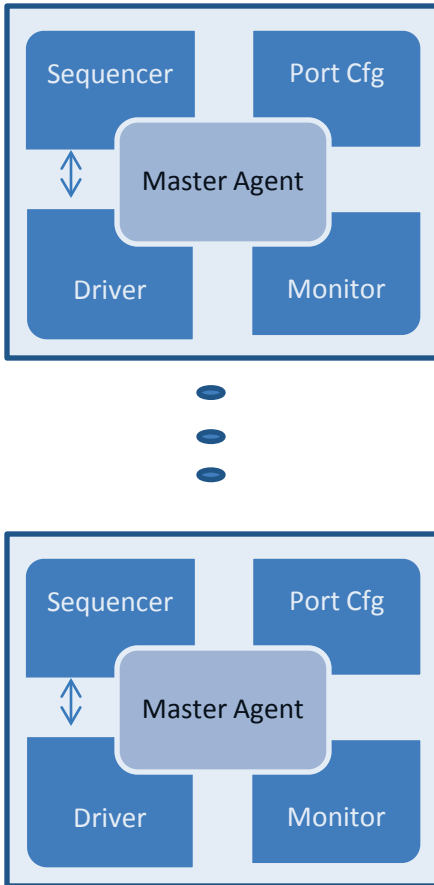 Sequencer
Port Cfg
Master Agent
Driver
Monitor
Sequencer
Port Cfg
Master Agent
Driver
Monitor